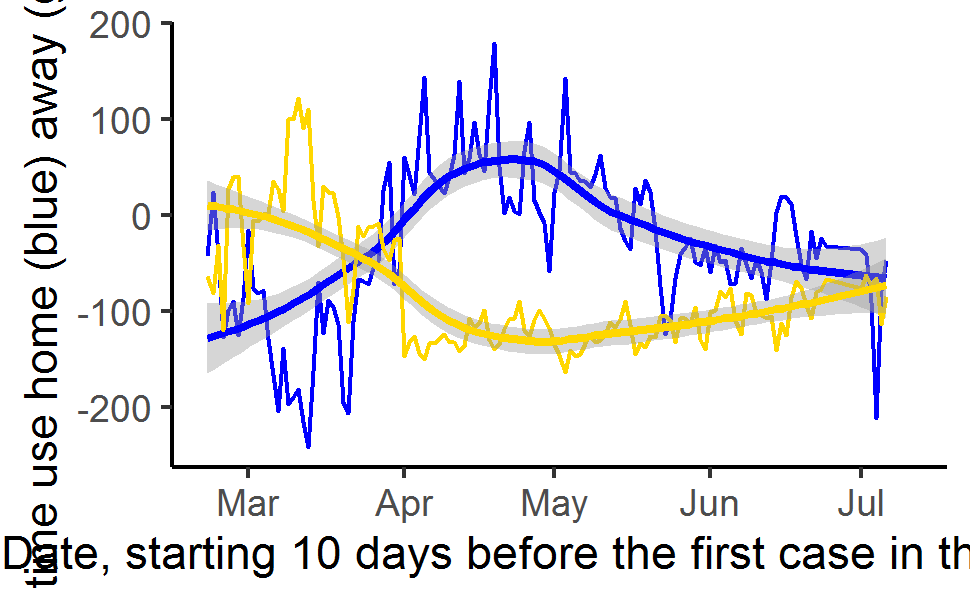 time use home (blue) away (
200
100
0
-100
-200
Mar Apr May Jun Jul
Date, starting 10 days before the first case in th